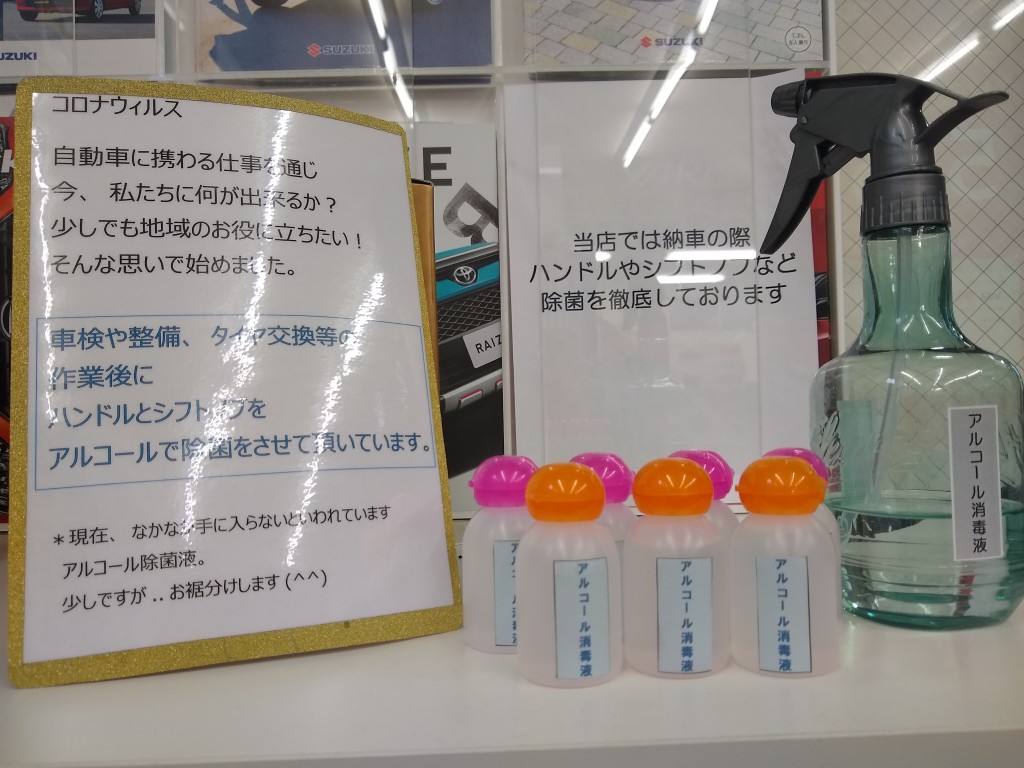 SUZUKI
SUZUKI
コロナウィルス
自動車に携わる仕事を通じ
今、 私たちに何が出来るか？
少しでも地域のお役に立ちたい！
そんな思いで始めました。
車検や整備、 タイヤ交換等の
作業後に
ハンドルとシフトノブを
アルコールで除菌をさせて頂いています。
＊現在、 なかなか手に入らないといわれています
アルコール除菌液。
少しですが .. お裾分けします (^^)
当店では納車の際
ハンドルやシフトノブなど
除菌を徹底しております
RAIZ
アルコール消毒液
アルコール消毒液
アルコール消毒液
アルコール消毒液